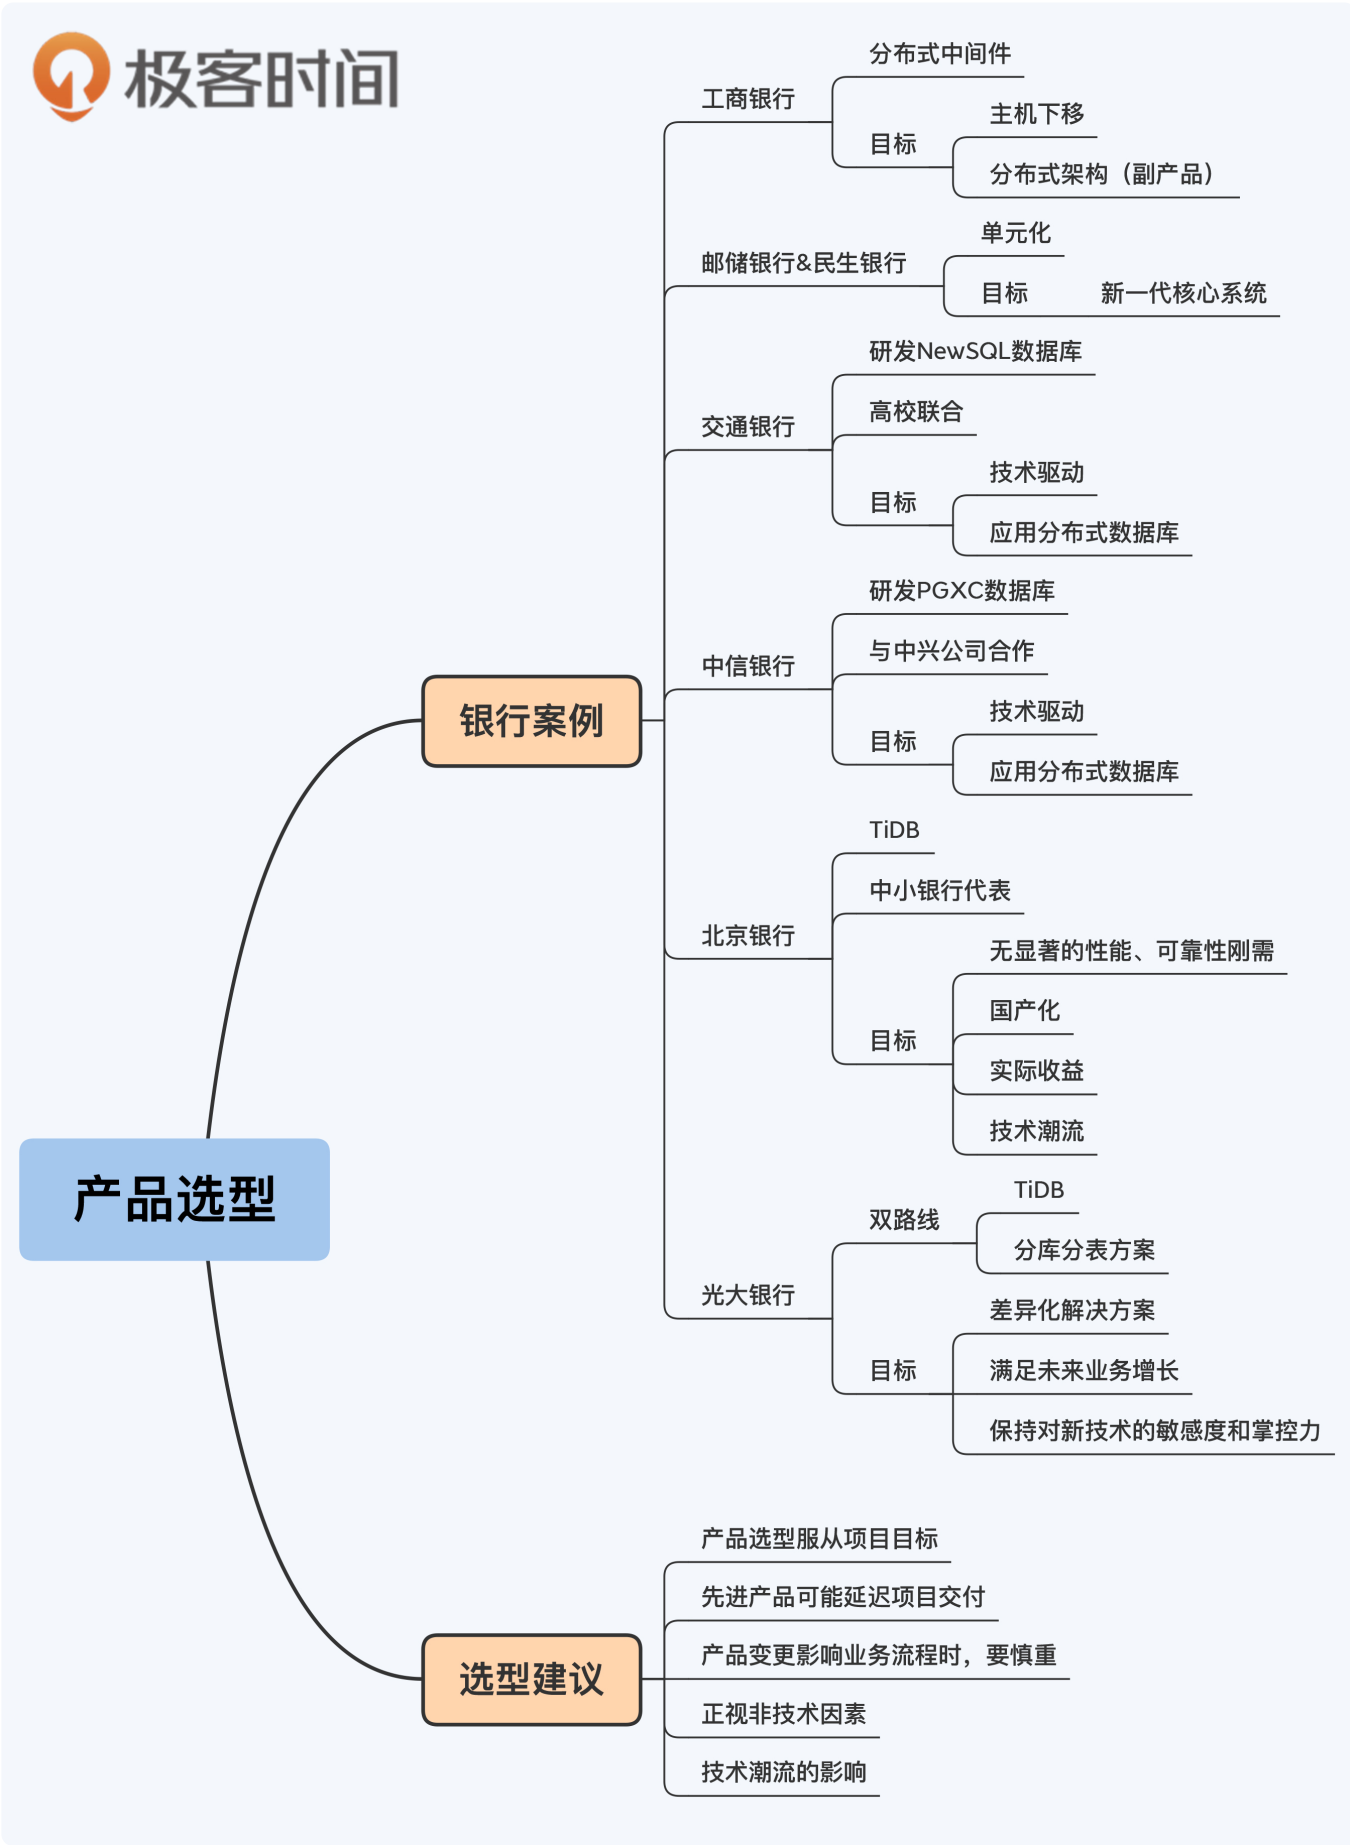 极客时间
产品选型
银行案例
工商银行
分布式中间件
目标
主机下移
分布式架构（副产品）
邮储银行&民生银行
单元化
目标
新一代核心系统
交通银行
研发NewSQL数据库
高校联合
目标
技术驱动
应用分布式数据库
中信银行
研发PGXC数据库
与中兴公司合作
目标
技术驱动
应用分布式数据库
北京银行
TiDB
中小银行代表
目标
无显著的性能、可靠性刚需
国产化
实际收益
技术潮流
光大银行
双路线
TiDB
分库分表方案
目标
差异化解决方案
满足未来业务增长
保持对新技术的敏感度和掌控力
选型建议
产品选型服从项目目标
先进产品可能延迟项目交付
产品变更影响业务流程时，要慎重
正视非技术因素
技术潮流的影响